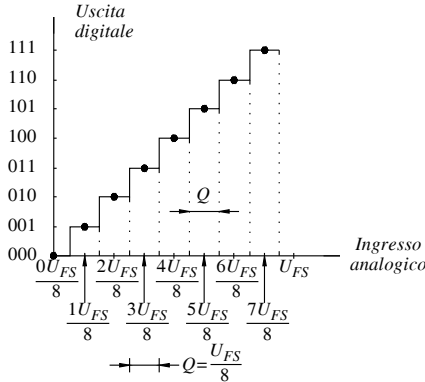 Uscita
digitale
111
110
101
100
011
010
001
000
Q
Ingresso
analogico
0U_FS/8 2U_FS/8 4U_FS/8 6U_FS/8 U_FS
1U_FS/8 3U_FS/8 5U_FS/8 7U_FS/8
Q=U_FS/8